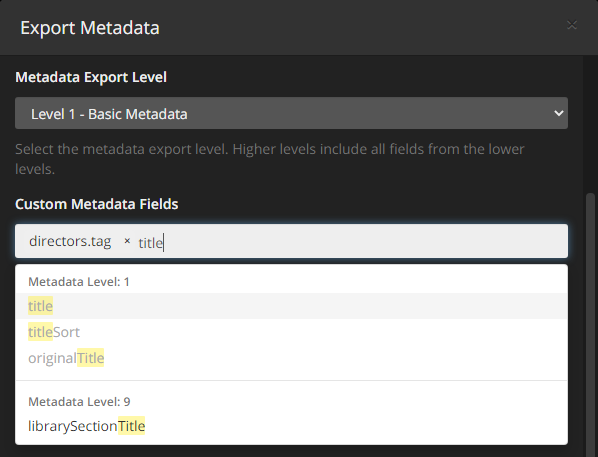 Export Metadata ×
Metadata Export Level
Level 1 - Basic Metadata
Select the metadata export level. Higher levels include all fields from the lower
levels.
Custom Metadata Fields
directors.tag × title
Metadata Level: 1
title
titleSort
originalTitle
Metadata Level: 9
librarySectionTitle